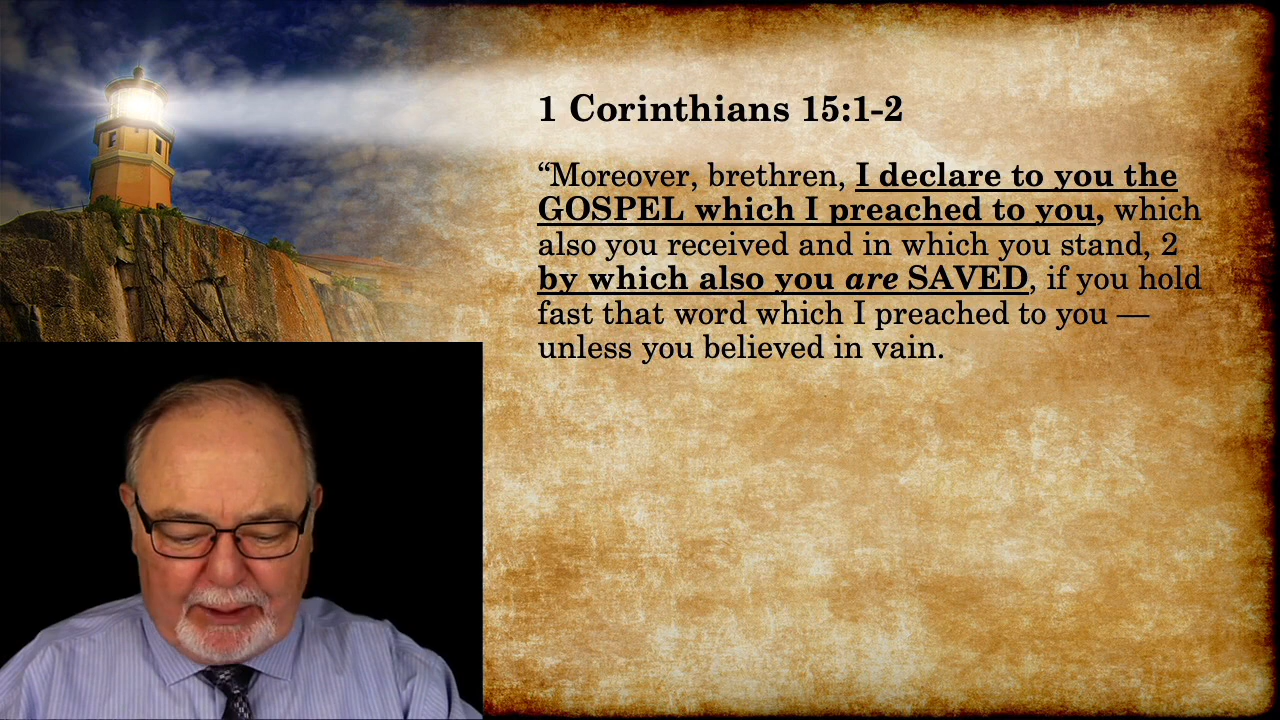 1 Corinthians 15:1-2
“Moreover, brethren, I declare to you the
GOSPEL which I preached to you, which
also you received and in which you stand, 2
by which also you are SAVED, if you hold
fast that word which I preached to you —
unless you believed in vain.